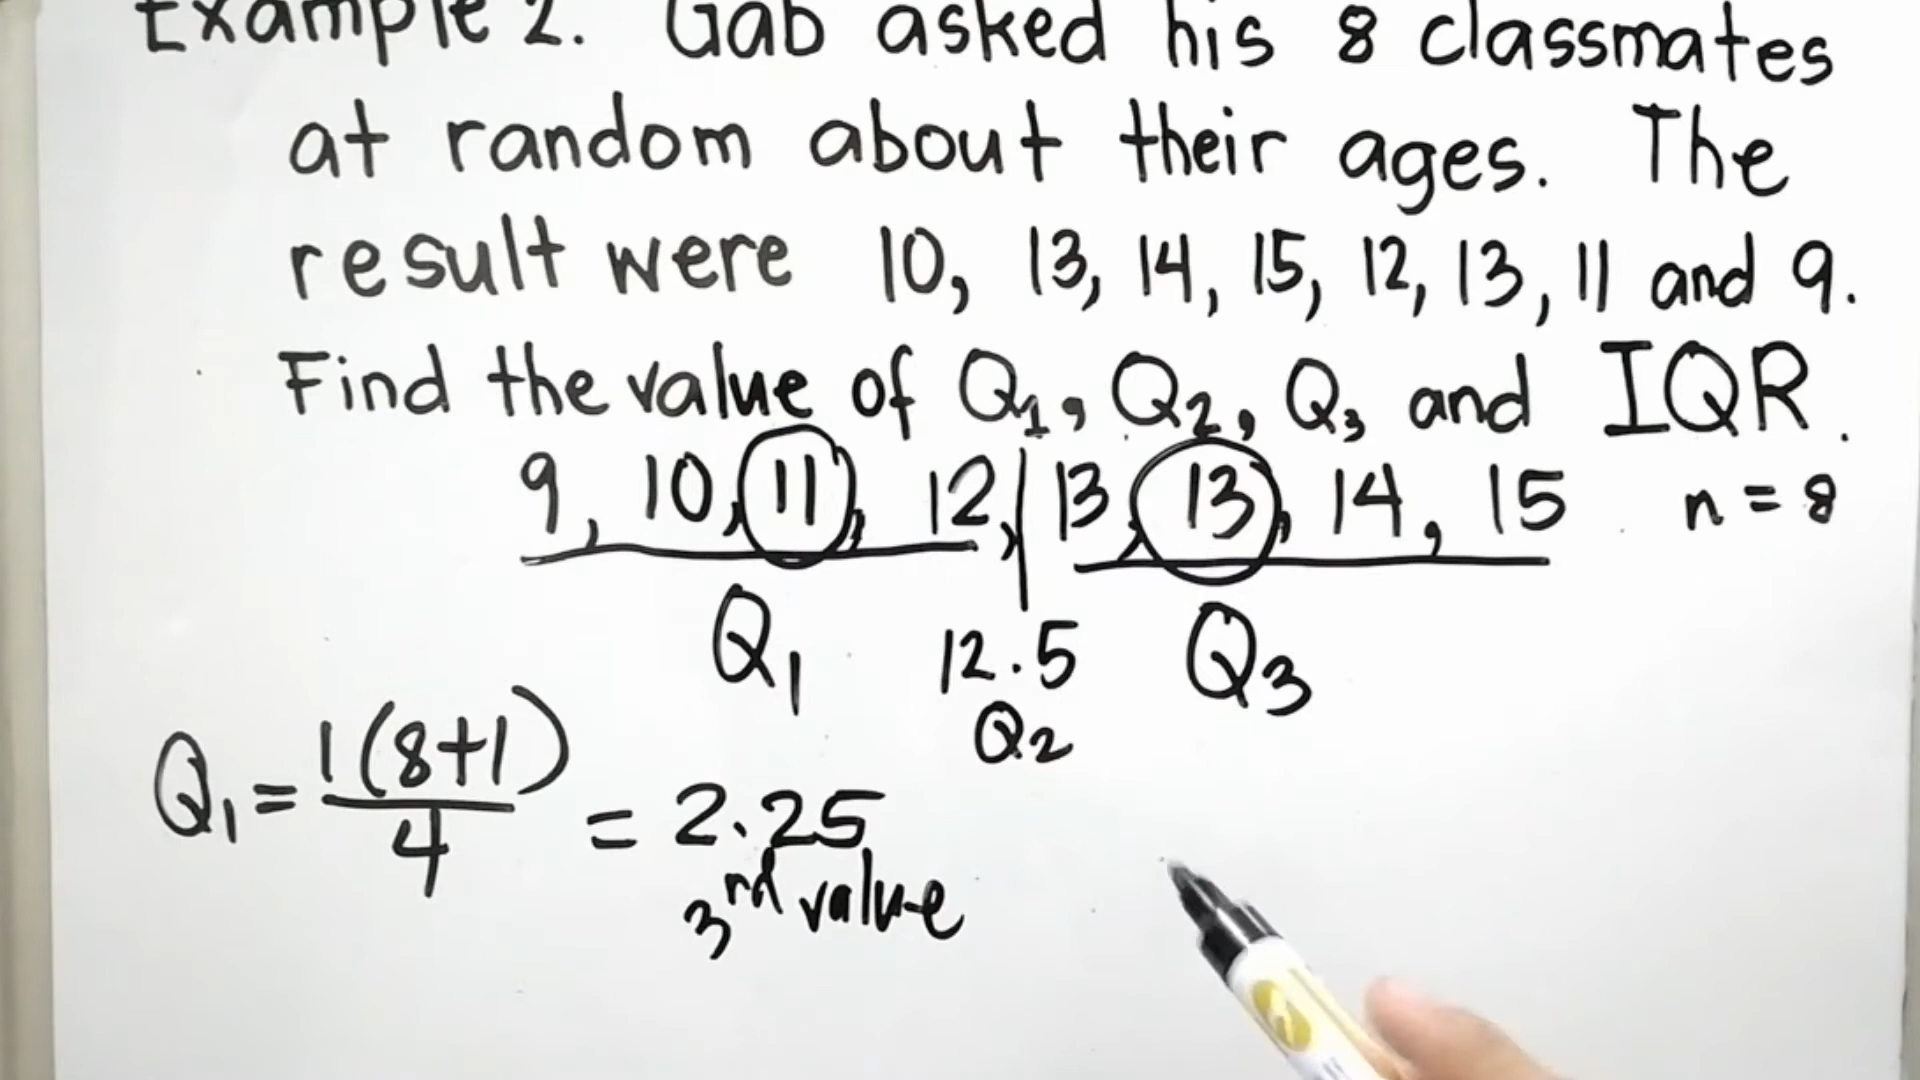 Example 2. Gab asked his 8 classmates
at random about their ages. The
result were 10, 13, 14, 15, 12, 13, 11 and 9.
Find the value of Q1, Q2, Q3 and IQR.
9, 10, 11, 12, | 13, 13, 14, 15 n = 8
Q1 12.5 Q3
Q2
Q1 = 1(8+1)/4 = 2.25
3rd value